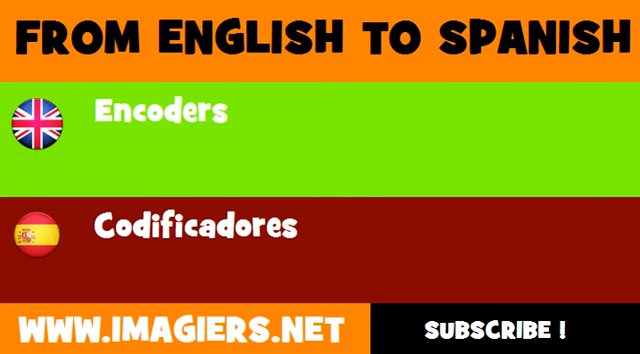 FROM ENGLISH TO SPANISH
Encoders
Codificadores
WWW.IMAGIERS.NET
SUBSCRIBE !